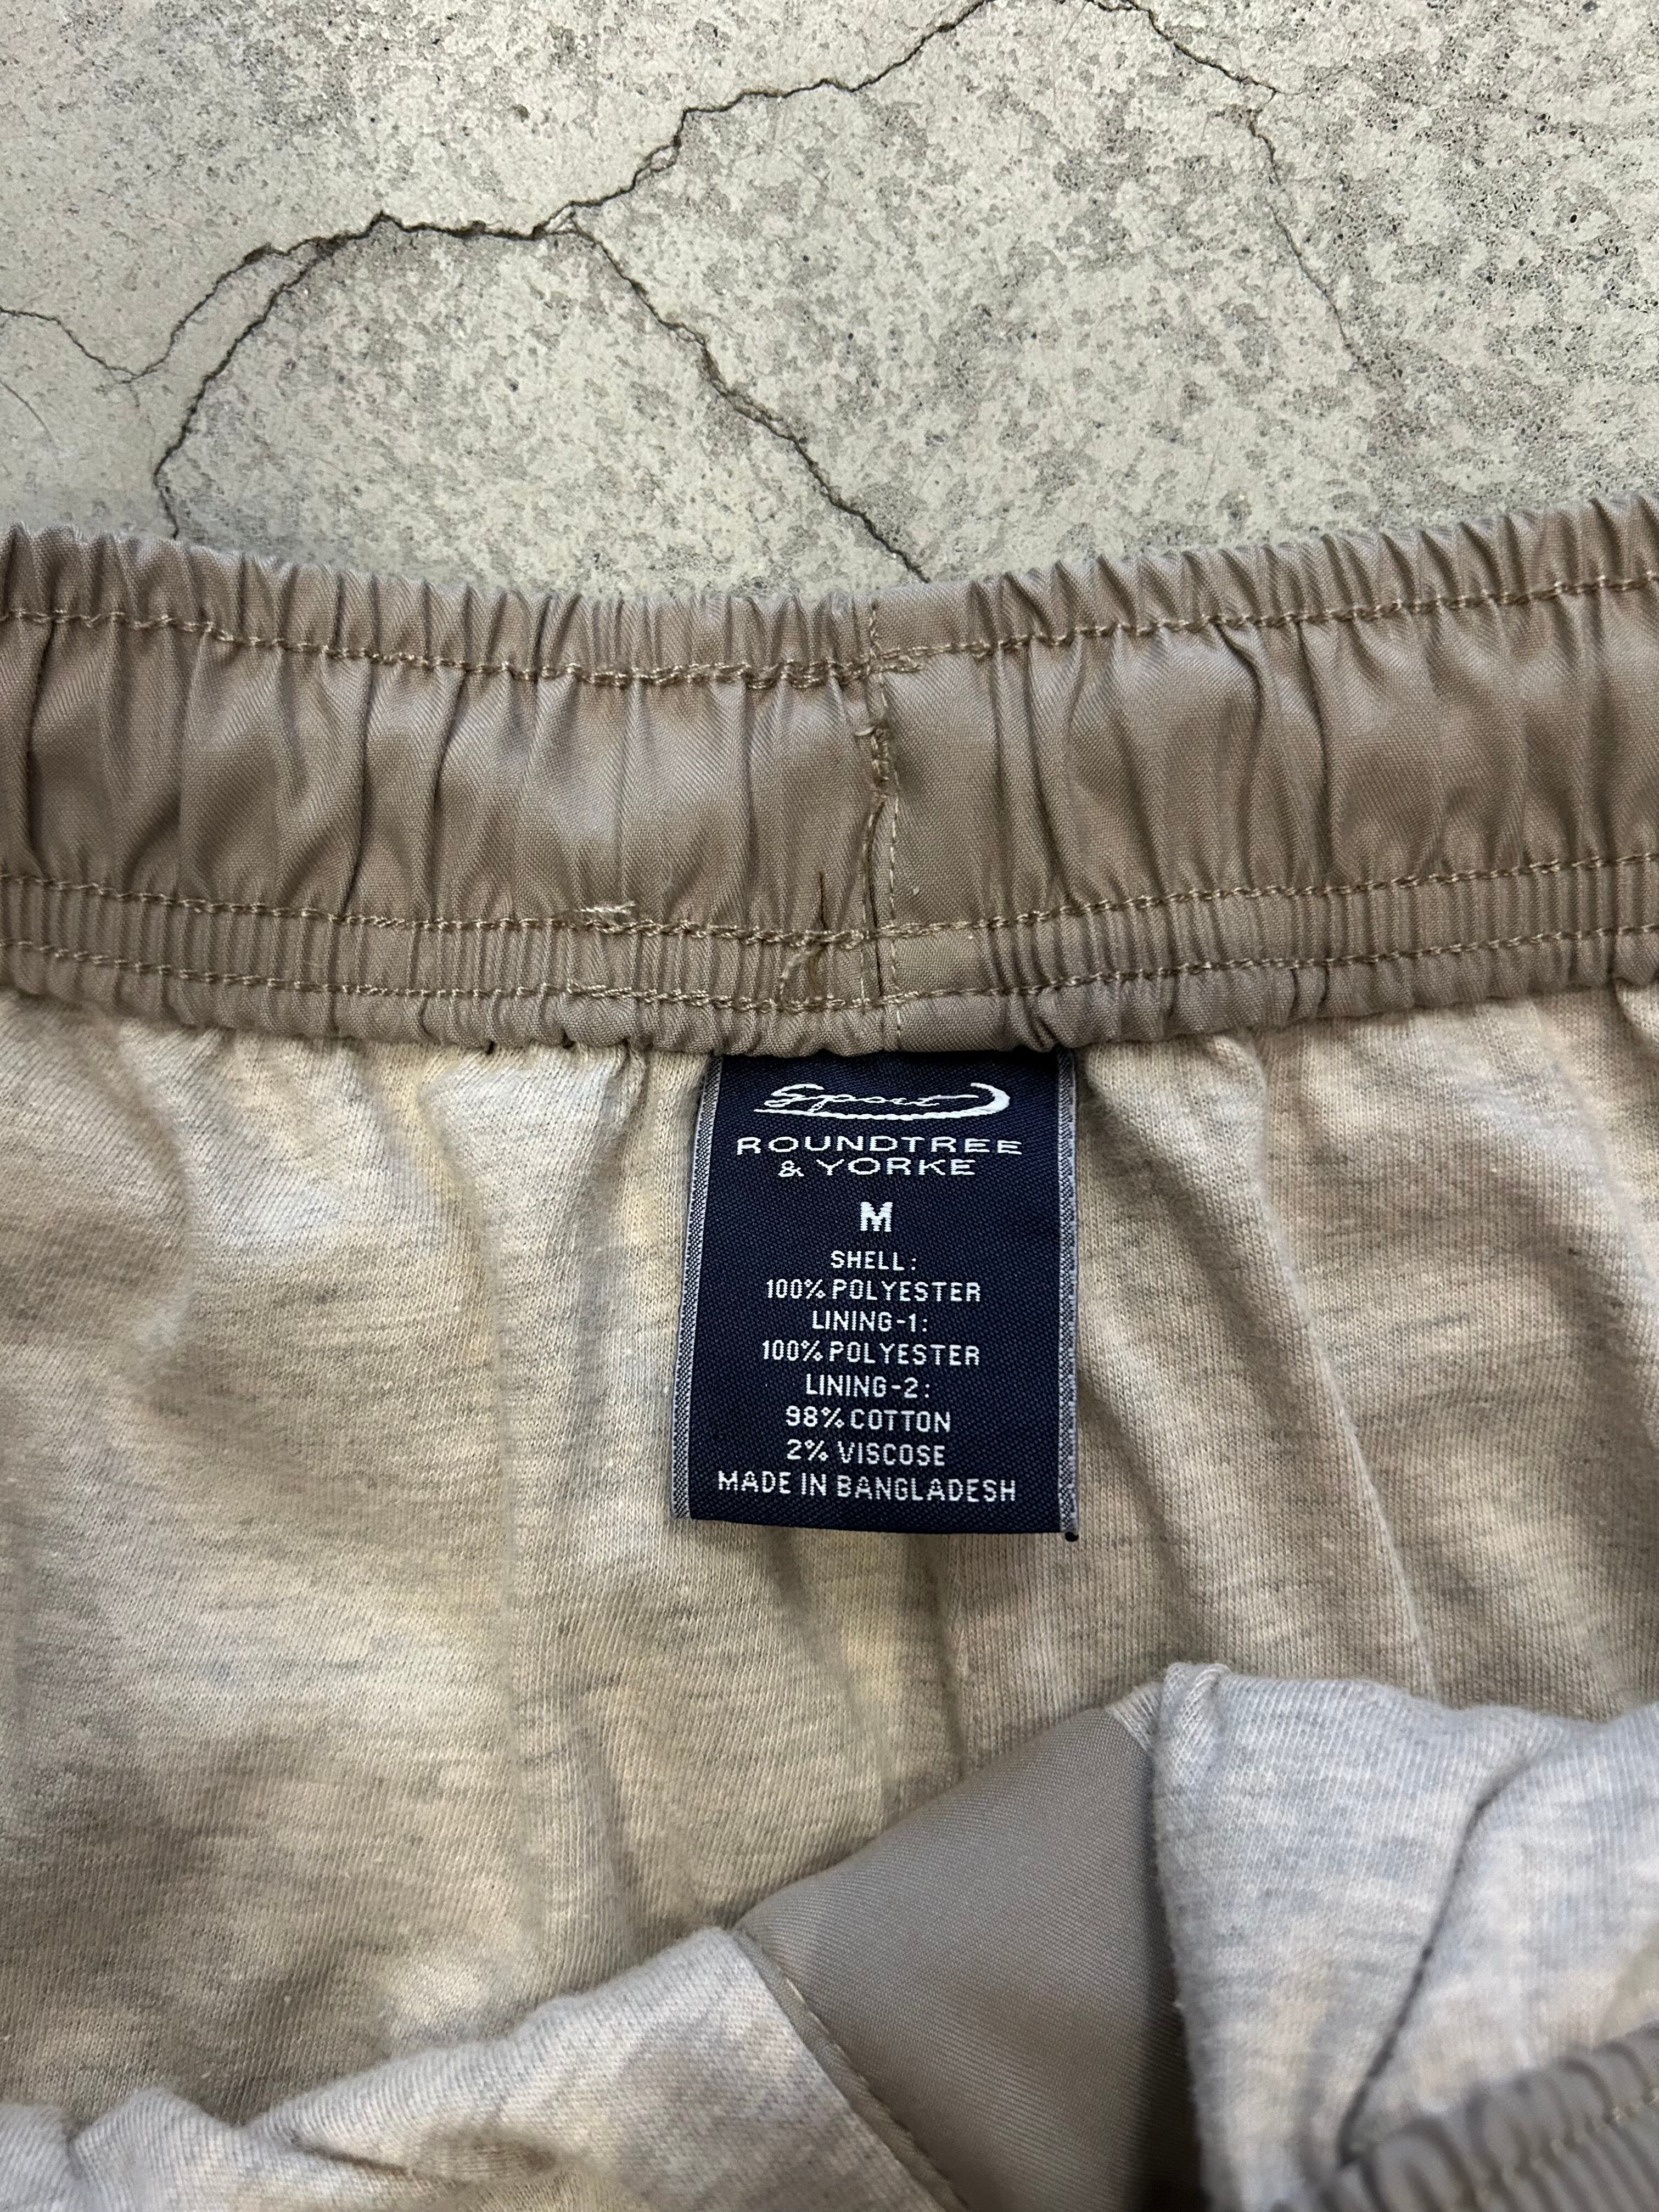 Sport
ROUNDTREE
& YORKE
M
SHELL:
100% POLYESTER
LINING-1:
100% POLYESTER
LINING-2:
98% COTTON
2% VISCOSE
MADE IN BANGLADESH